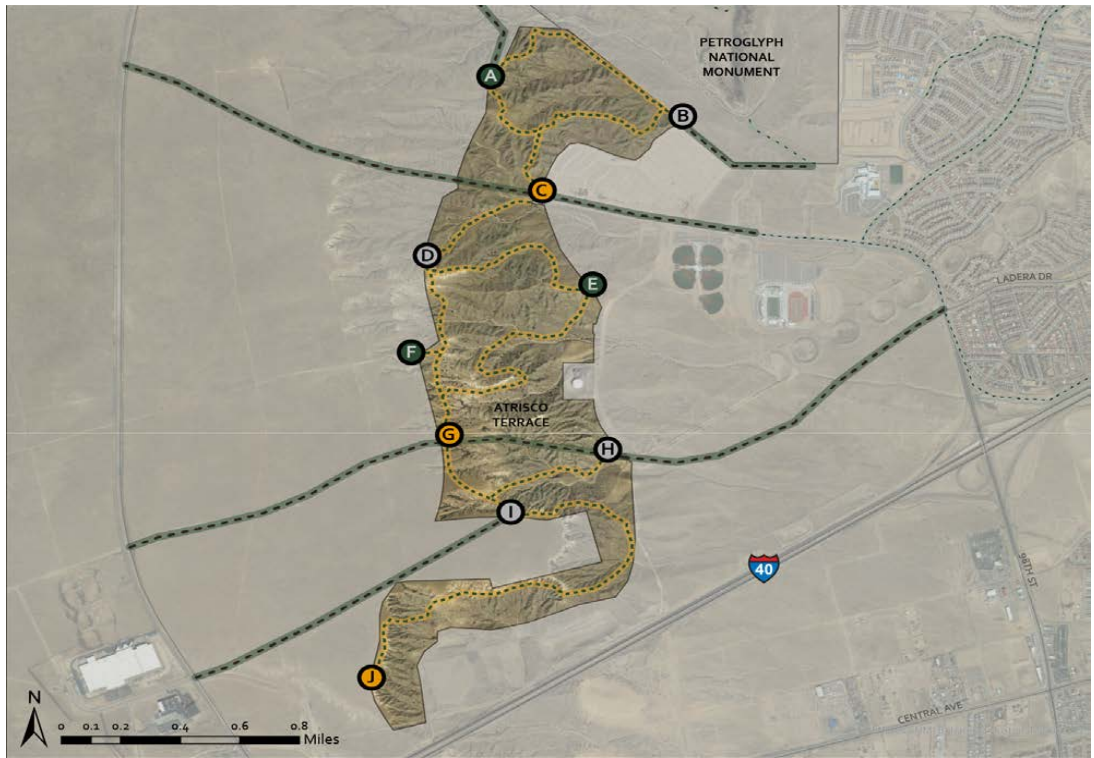 PETROGLYPH
NATIONAL
MONUMENT
A
B
C
D
E
LADERA DR
F
ATRISCO
TERRACE
G
H
I
40
98TH ST
J
N
0 0.1 0.2 0.4 0.6 0.8
Miles
CENTRAL AVE